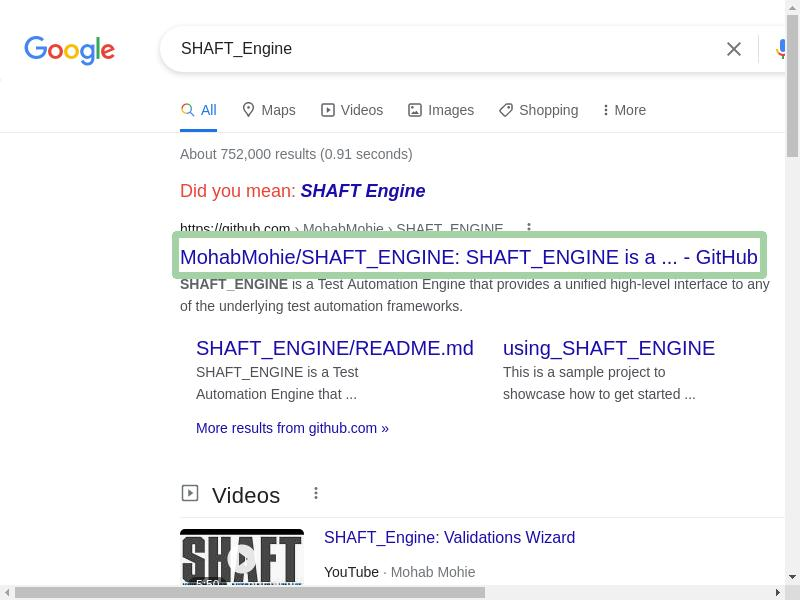 Google
SHAFT_Engine
All Maps Videos Images Shopping More
About 752,000 results (0.91 seconds)
Did you mean: SHAFT Engine
https://github.com › MohabMohie › SHAFT_ENGINE
MohabMohie/SHAFT_ENGINE: SHAFT_ENGINE is a ... - GitHub
SHAFT_ENGINE is a Test Automation Engine that provides a unified high-level interface to any
of the underlying test automation frameworks.
SHAFT_ENGINE/README.md
SHAFT_ENGINE is a Test
Automation Engine that ...
using_SHAFT_ENGINE
This is a sample project to
showcase how to get started ...
More results from github.com »
Videos
SHAFT
5:50
SHAFT_Engine: Validations Wizard
YouTube · Mohab Mohie